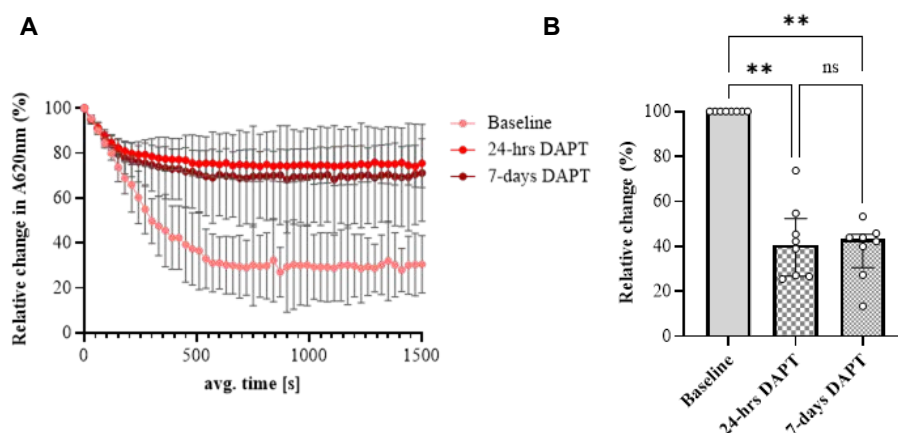 A
Relative change in A620nm (%)
100
80
60
40
20
0
0
500
1000
1500
avg. time [s]
Baseline
24-hrs DAPT
7-days DAPT
B
**
**
ns
Relative change (%)
100
80
60
40
20
0
Baseline
24-hrs DAPT
7-days DAPT